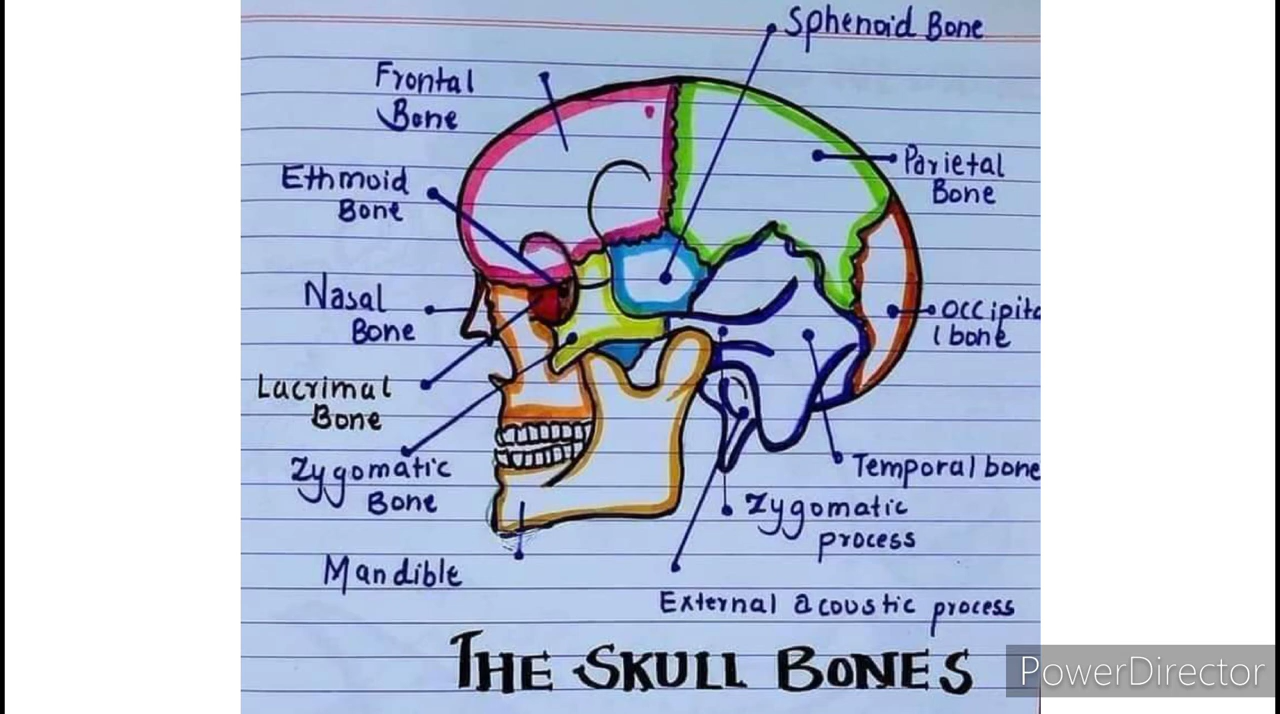 Sphenoid Bone
Frontal
Bone
Parietal
Bone
Ethmoid
Bone
Nasal
Bone
Occipita
l bone
Lacrimal
Bone
Zygomatic
Bone
Temporal bone
Zygomatic
process
Mandible
External acoustic process
THE SKULL BONES
PowerDirector